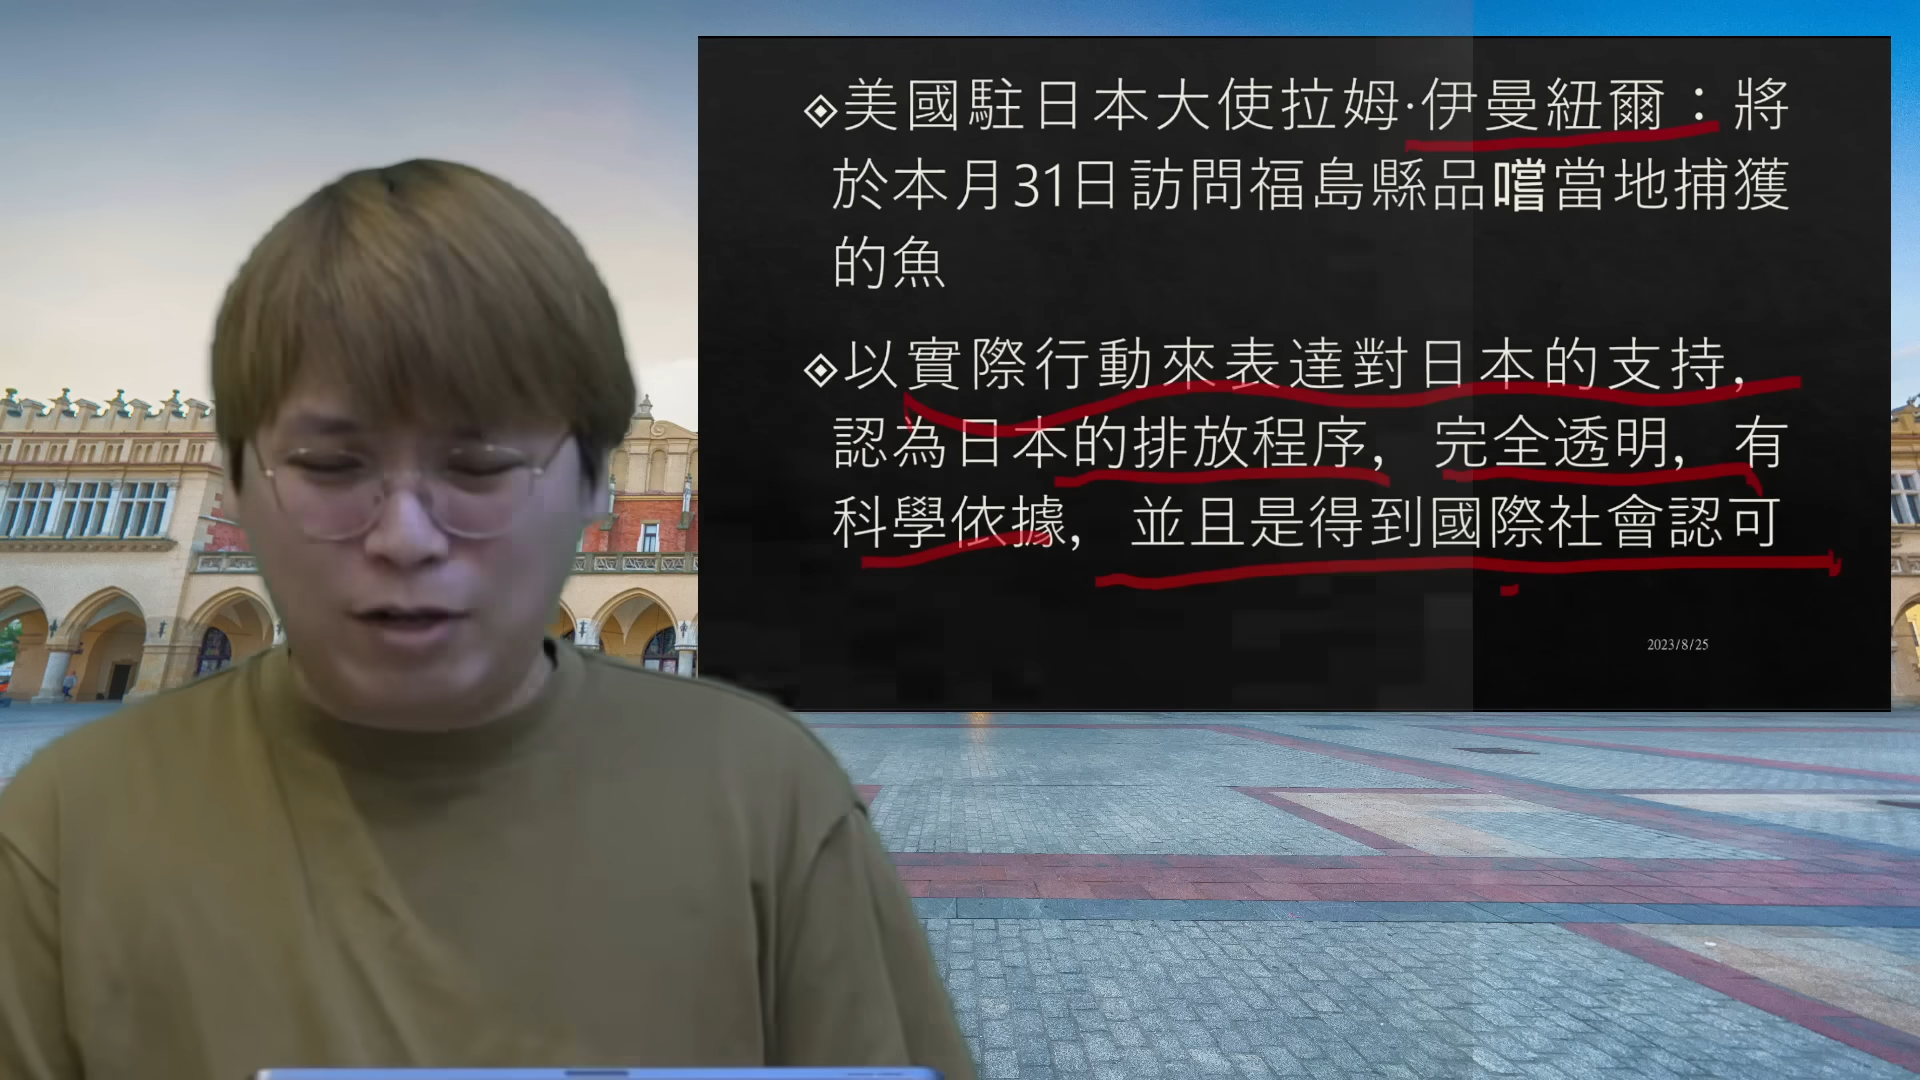 美國駐日本大使拉姆·伊曼紐爾：將
於本月31日訪問福島縣品嚐當地捕獲
的魚
以實際行動來表達對日本的支持，
認為日本的排放程序，完全透明，有
科學依據，並且是得到國際社會認可
2023/8/25